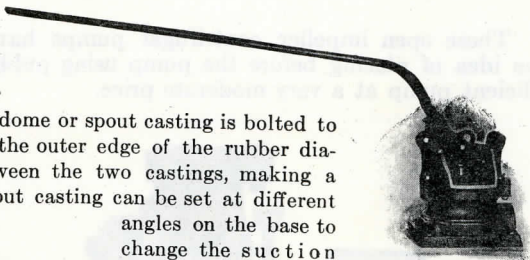 dome or spout casting is bolted to
the outer edge of the rubber dia-
ween the two castings, making a
out casting can be set at different
angles on the base to
change the suction